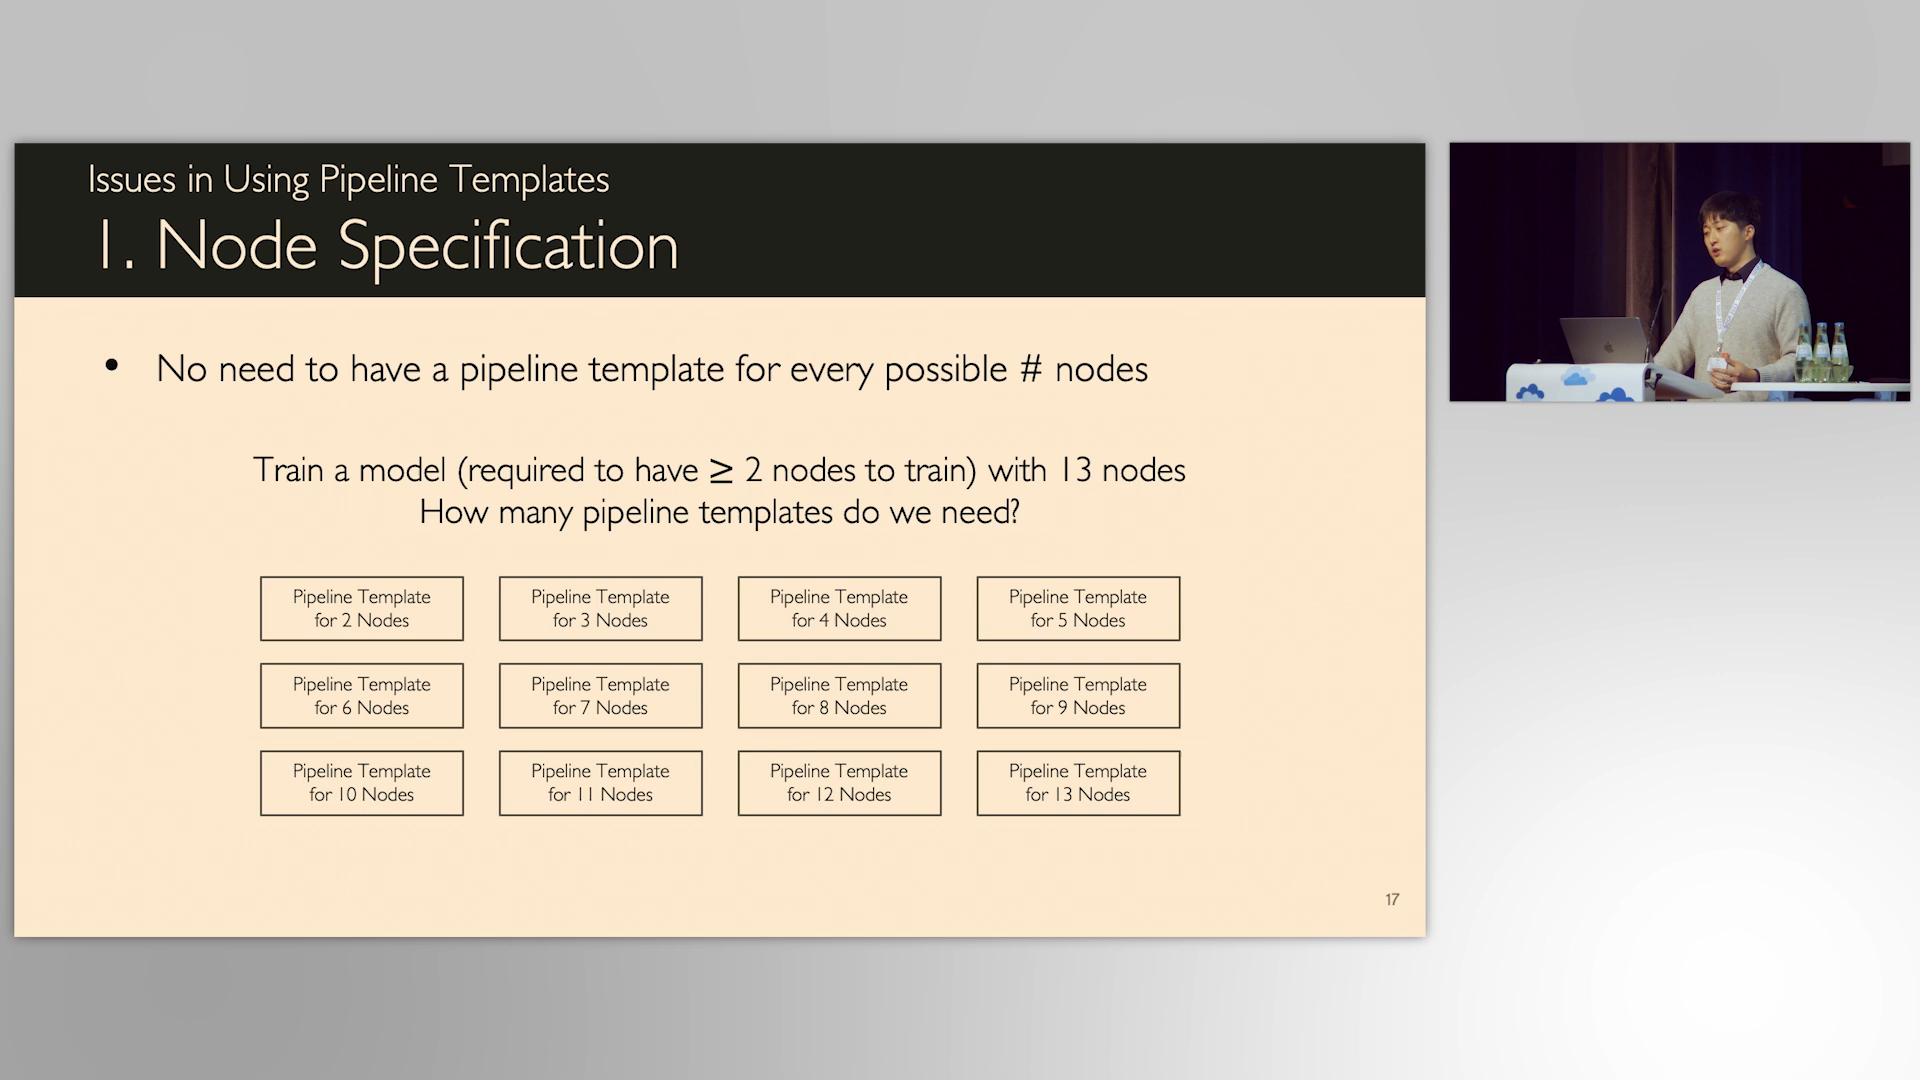 Issues in Using Pipeline Templates
1. Node Specification
• No need to have a pipeline template for every possible # nodes
Train a model (required to have ≥ 2 nodes to train) with 13 nodes
How many pipeline templates do we need?
Pipeline Template
for 2 Nodes
Pipeline Template
for 3 Nodes
Pipeline Template
for 4 Nodes
Pipeline Template
for 5 Nodes
Pipeline Template
for 6 Nodes
Pipeline Template
for 7 Nodes
Pipeline Template
for 8 Nodes
Pipeline Template
for 9 Nodes
Pipeline Template
for 10 Nodes
Pipeline Template
for 11 Nodes
Pipeline Template
for 12 Nodes
Pipeline Template
for 13 Nodes
17